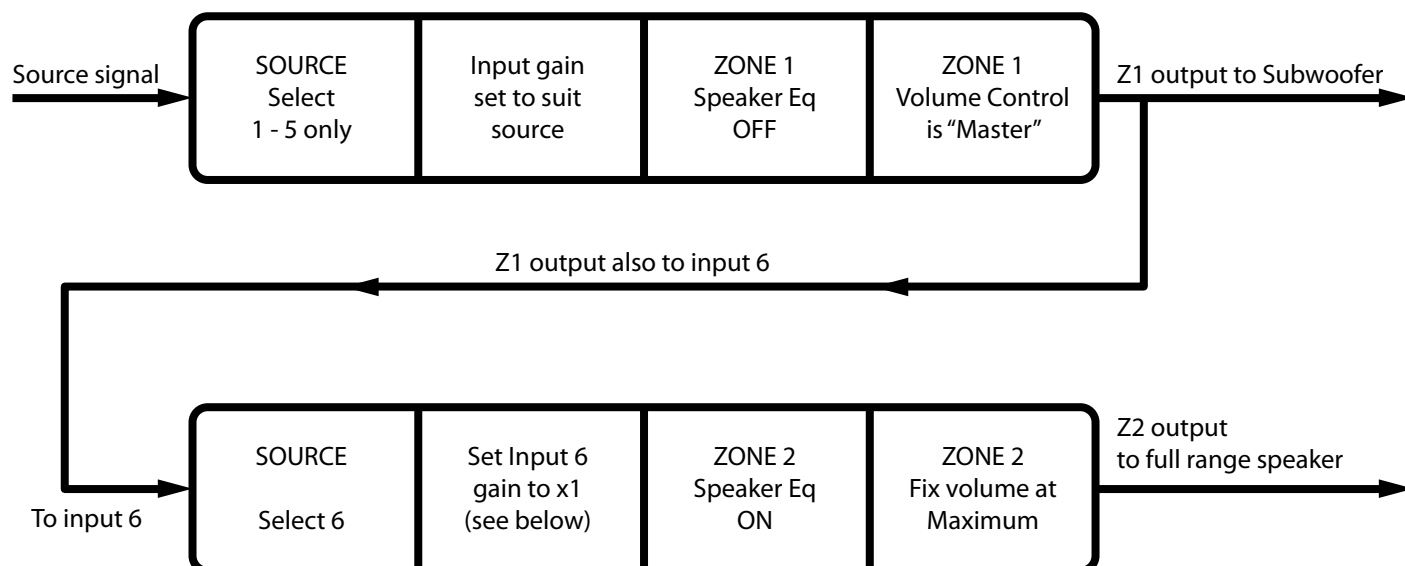 Source signal
SOURCE
Select
1 - 5 only
Input gain
set to suit
source
ZONE 1
Speaker Eq
OFF
ZONE 1
Volume Control
is “Master”
Z1 output to Subwoofer
Z1 output also to input 6
To input 6
SOURCE
Select 6
Set Input 6
gain to x1
(see below)
ZONE 2
Speaker Eq
ON
ZONE 2
Fix volume at
Maximum
Z2 output
to full range speaker